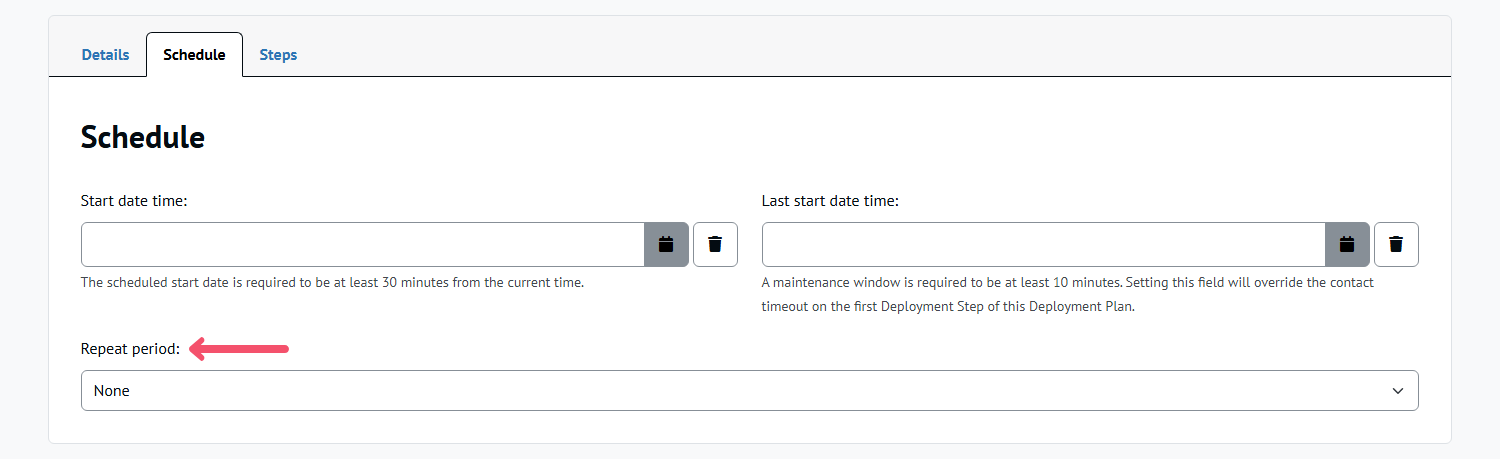 Details Schedule Steps
Schedule
Start date time:
Last start date time:
The scheduled start date is required to be at least 30 minutes from the current time.
A maintenance window is required to be at least 10 minutes. Setting this field will override the contact
timeout on the first Deployment Step of this Deployment Plan.
Repeat period:
None